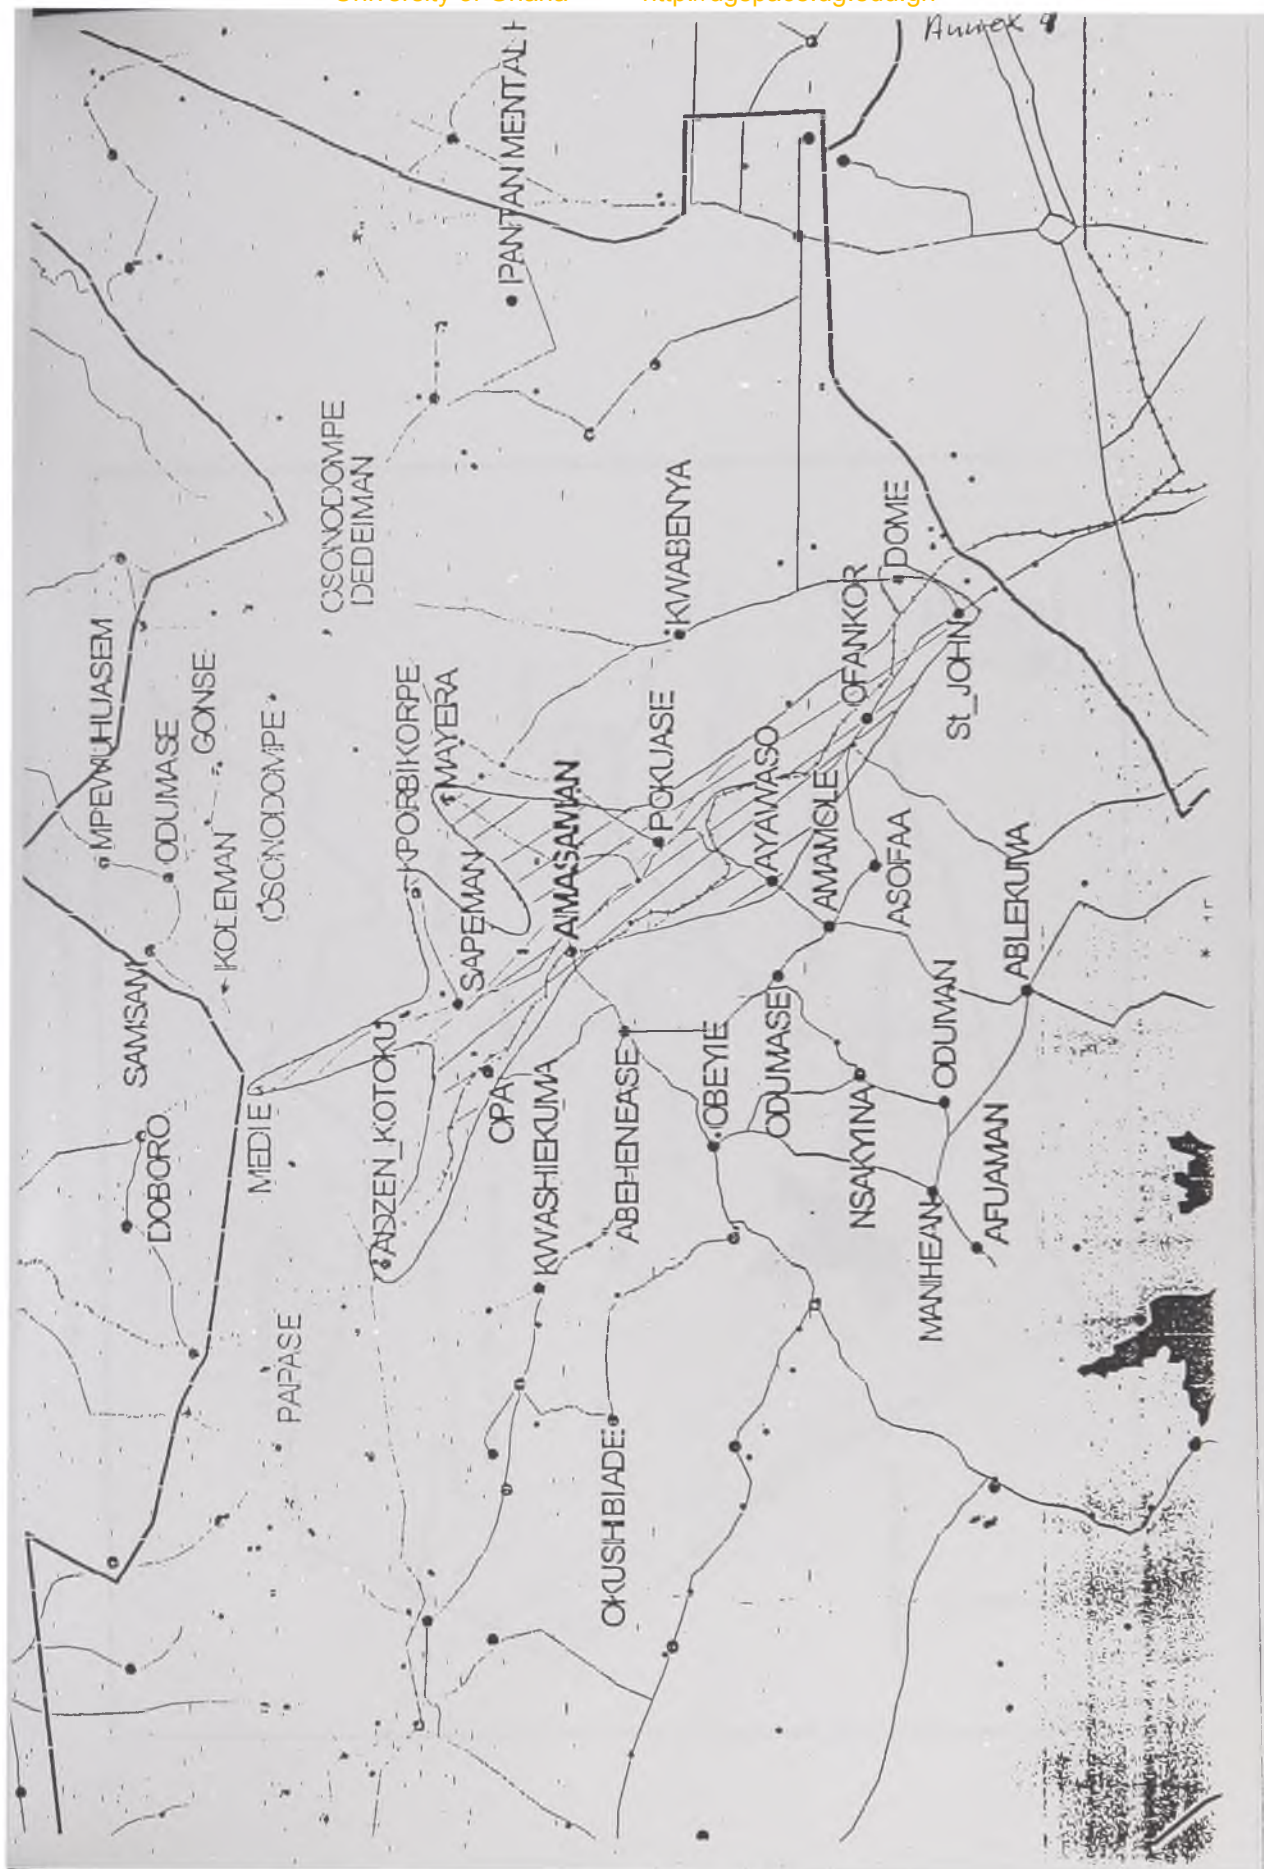 University of Ghana http://ugspace.ug.edu.gh
Annex
PANTAN MENTAL H
OSONODOMPE
DEDEIMAN
KWABENYA
DOME
OFANKOR
St_JOHN
MPEWUHUASEM
ODUMASE
GONSE
KOLEMAN
OSONODOMPE
KPORBIKORPE
MAYERA
SAPEMAN
AMASAMAN
POKUASE
AYAWASO
AMAMOLE
ASOFAA
ABLEKUMA
SAMSAM
DOBORO
MEDIE
ADZEN_KOTOKU
OPA
KWASHIEKUMA
ABEHENEASE
OBEYIE
ODUMASE
NSAKYINA
ODUMAN
MANHEAN
AFUAMAN
PAPASE
OKUSHIBIADE